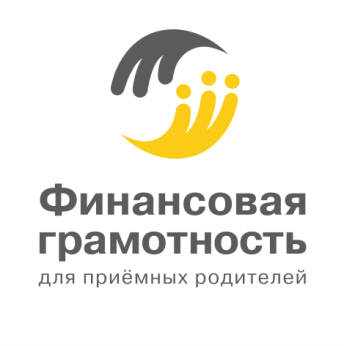 Финансовая
грамотность
для приёмных родителей